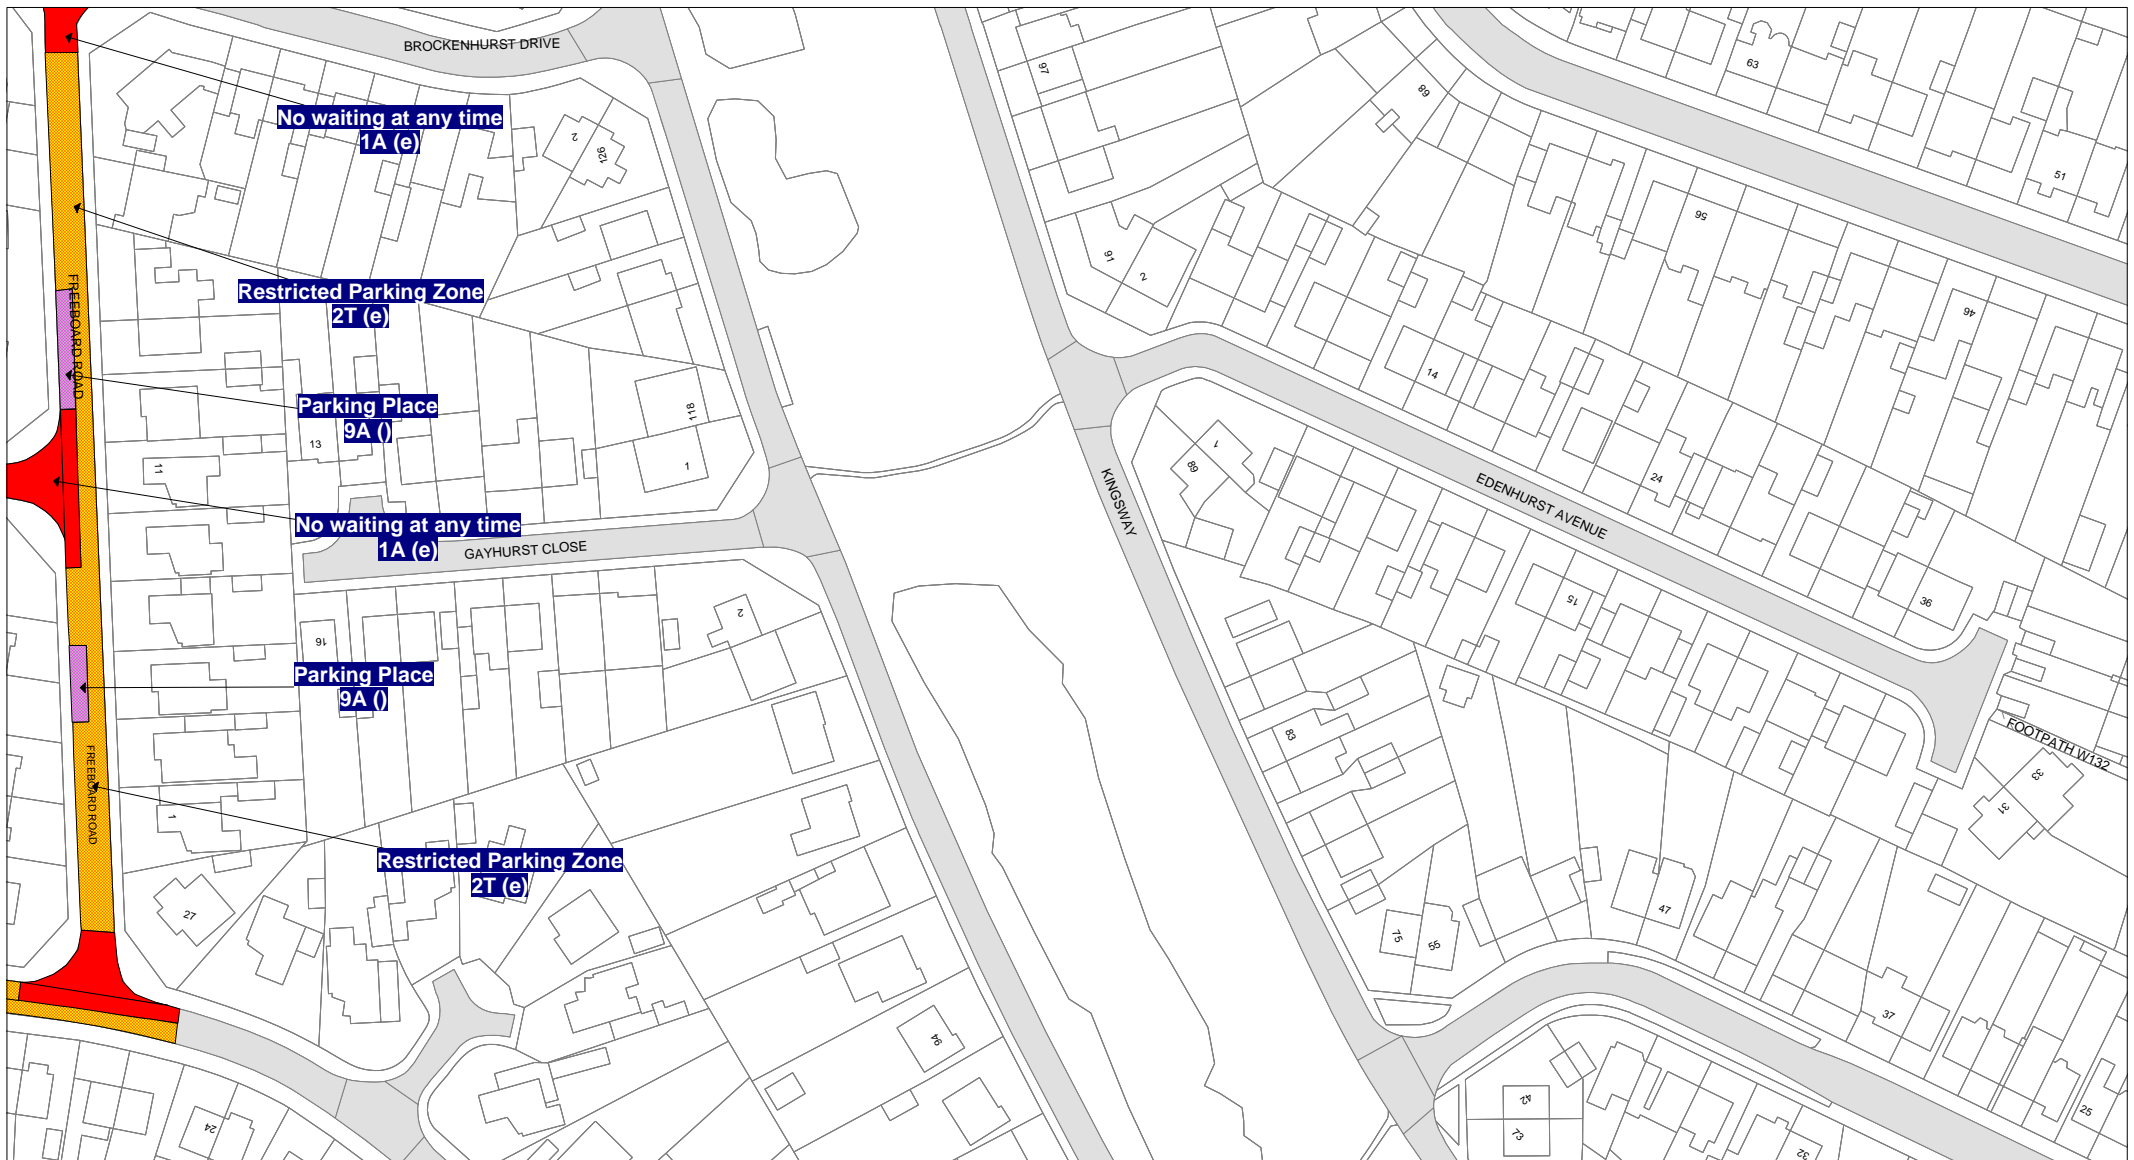 BROCKENHURST DRIVE
97
68
63
51
No waiting at any time
1A (e)
2
126
56
91
2
46
FREEBOARD ROAD
Restricted Parking Zone
2T (e)
14
Parking Place
9A ()
118
13
1
11
1
89
24
KINGSWAY
EDENHURST AVENUE
No waiting at any time
1A (e)
GAYHURST CLOSE
15
36
2
16
Parking Place
9A ()
83
FOOTPATH W132
33
31
FREEBOARD ROAD
1
Restricted Parking Zone
2T (e)
27
47
75
55
37
94
24
42
73
25
32